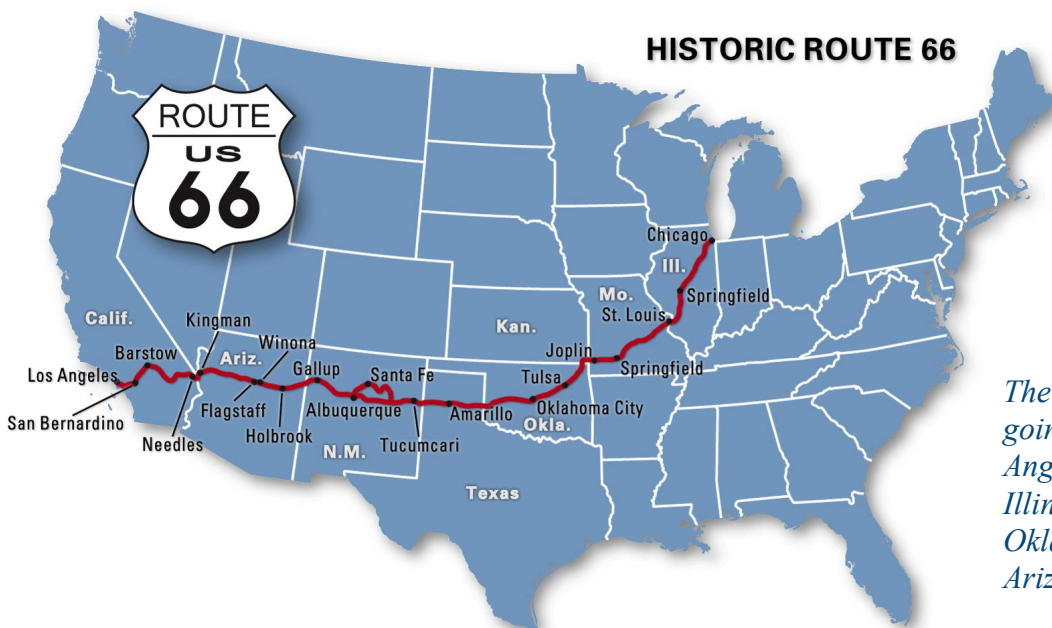 HISTORIC ROUTE 66
ROUTE
US
66
Chicago
Ill.
Springfield
Mo.
St. Louis
Kan.
Calif.
Kingman
Winona
Barstow
Ariz.
Gallup
Joplin
Springfield
Los Angeles
Santa Fe
Tulsa
San Bernardino
Flagstaff
Albuquerque
Amarillo
Oklahoma City
Needles
Holbrook
Tucumcari
Okla.
N.M.
Texas
The
goin
Ang
Illin
Okla
Ariz